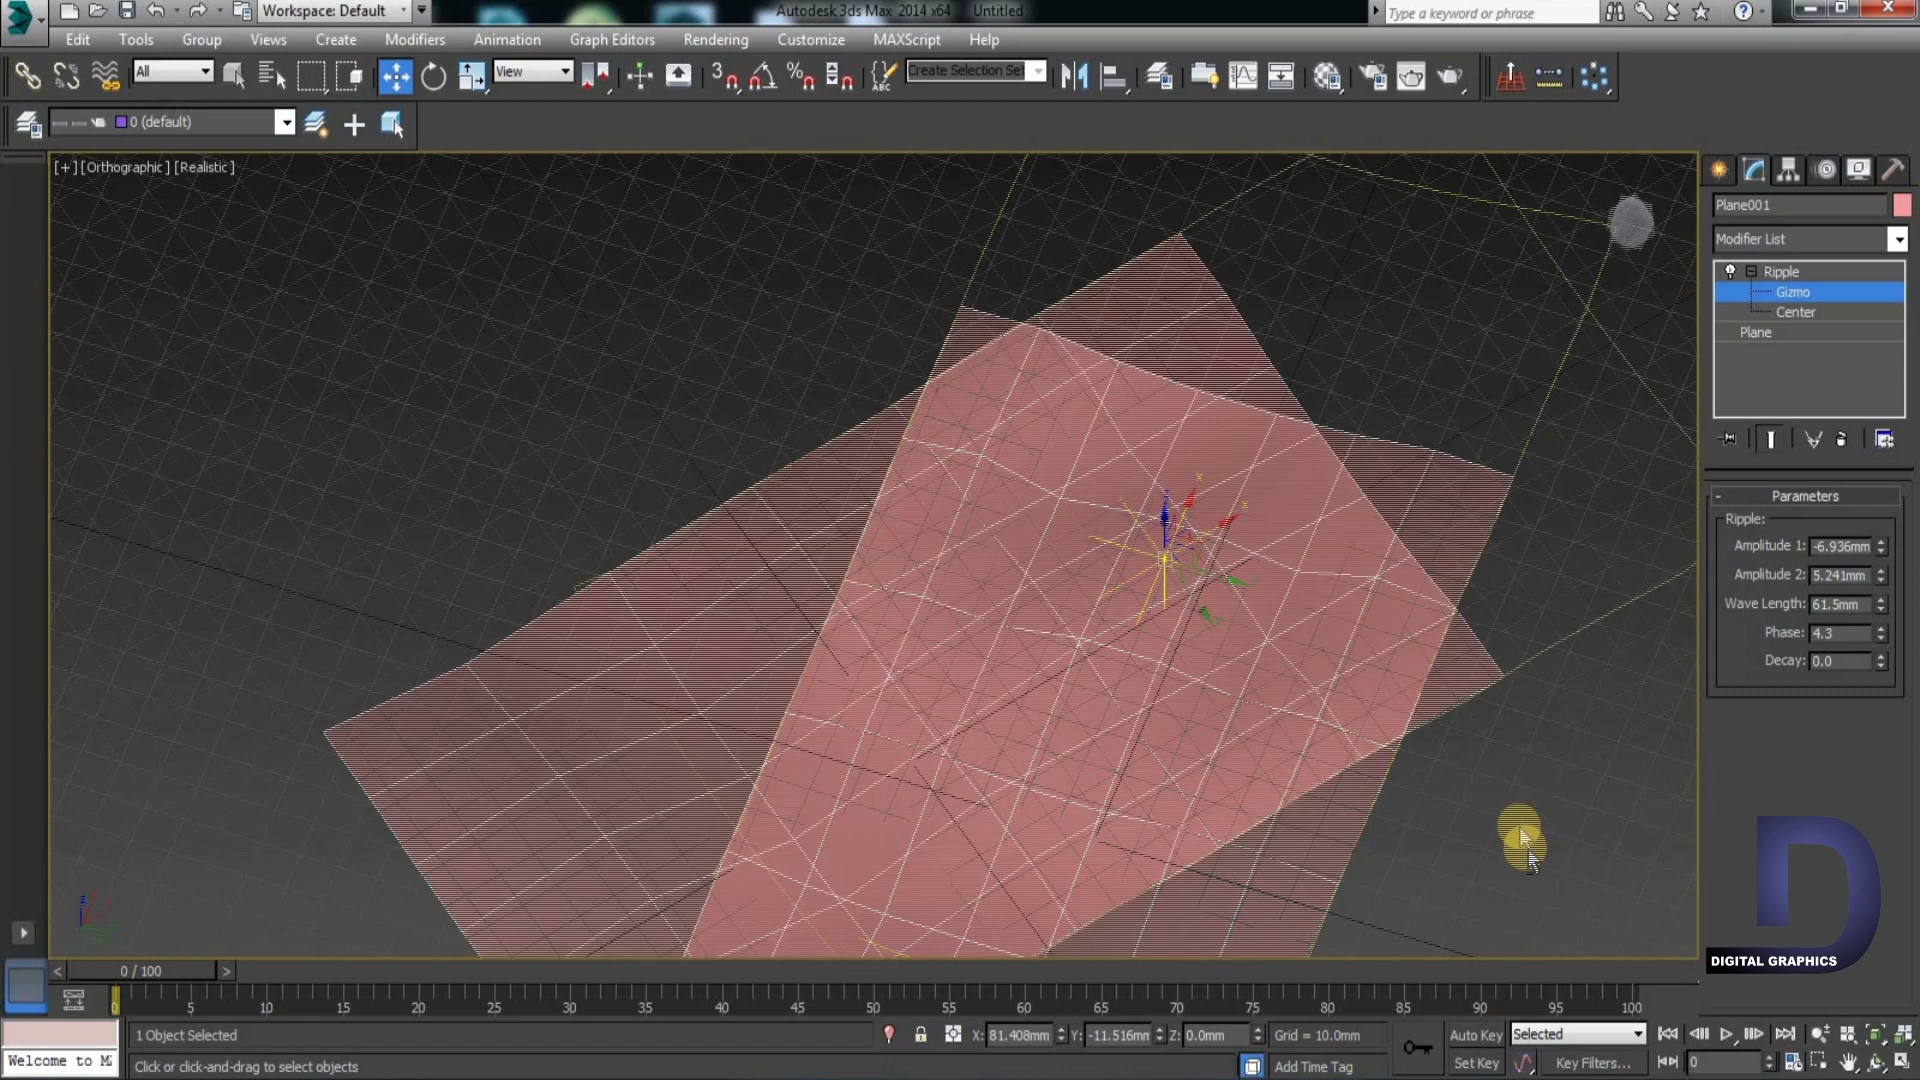 Workspace: Default
Autodesk 3ds Max 2014 x64 Untitled
Type a keyword or phrase
Edit Tools Group Views Create Modifiers Animation Graph Editors Rendering Customize MAXScript Help
All
View
3
%
ABC
Create Selection Set
0 (default)
[+] [Orthographic ] [Realistic ]
Plane001
Modifier List
Ripple
Gizmo
Center
Plane
- Parameters
Ripple:
Amplitude 1: -6.936mm
Amplitude 2: 5.241mm
Wave Length: 61.5mm
Phase: 4.3
Decay: 0.0
D
DIGITAL GRAPHICS
< 0 / 100 >
0 5 10 15 20 25 30 35 40 45 50 55 60 65 70 75 80 85 90 95 100
1 Object Selected
X: 81.408mm Y: -11.516mm Z: 0.0mm Grid = 10.0mm
Auto Key Selected
Welcome to M
Click or click-and-drag to select objects
Add Time Tag
Set Key Key Filters... 0